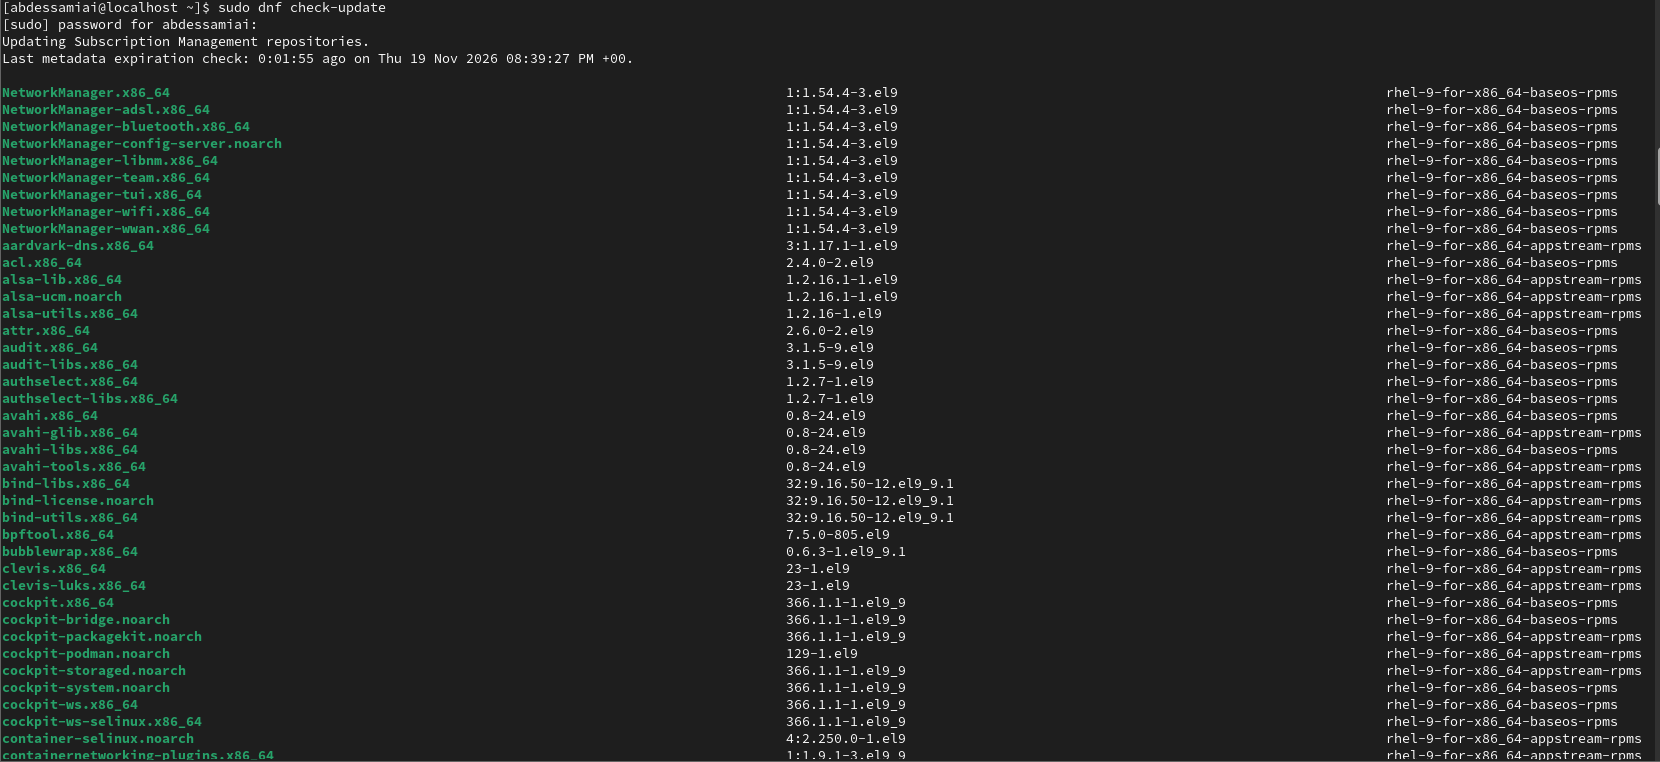 [abdessamiai@localhost ~]$ sudo dnf check-update
[sudo] password for abdessamiai:
Updating Subscription Management repositories.
Last metadata expiration check: 0:01:55 ago on Thu 19 Nov 2026 08:39:27 PM +00.
NetworkManager.x86_64 1:1.54.4-3.el9 rhel-9-for-x86_64-baseos-rpms
NetworkManager-adsl.x86_64 1:1.54.4-3.el9 rhel-9-for-x86_64-baseos-rpms
NetworkManager-bluetooth.x86_64 1:1.54.4-3.el9 rhel-9-for-x86_64-baseos-rpms
NetworkManager-config-server.noarch 1:1.54.4-3.el9 rhel-9-for-x86_64-baseos-rpms
NetworkManager-libnm.x86_64 1:1.54.4-3.el9 rhel-9-for-x86_64-baseos-rpms
NetworkManager-team.x86_64 1:1.54.4-3.el9 rhel-9-for-x86_64-baseos-rpms
NetworkManager-tui.x86_64 1:1.54.4-3.el9 rhel-9-for-x86_64-baseos-rpms
NetworkManager-wifi.x86_64 1:1.54.4-3.el9 rhel-9-for-x86_64-baseos-rpms
NetworkManager-wwan.x86_64 1:1.54.4-3.el9 rhel-9-for-x86_64-baseos-rpms
aardvark-dns.x86_64 3:1.17.1-1.el9 rhel-9-for-x86_64-appstream-rpms
acl.x86_64 2.4.0-2.el9 rhel-9-for-x86_64-baseos-rpms
alsa-lib.x86_64 1.2.16.1-1.el9 rhel-9-for-x86_64-appstream-rpms
alsa-ucm.noarch 1.2.16.1-1.el9 rhel-9-for-x86_64-appstream-rpms
alsa-utils.x86_64 1.2.16-1.el9 rhel-9-for-x86_64-appstream-rpms
attr.x86_64 2.6.0-2.el9 rhel-9-for-x86_64-baseos-rpms
audit.x86_64 3.1.5-9.el9 rhel-9-for-x86_64-baseos-rpms
audit-libs.x86_64 3.1.5-9.el9 rhel-9-for-x86_64-baseos-rpms
authselect.x86_64 1.2.7-1.el9 rhel-9-for-x86_64-baseos-rpms
authselect-libs.x86_64 1.2.7-1.el9 rhel-9-for-x86_64-baseos-rpms
avahi.x86_64 0.8-24.el9 rhel-9-for-x86_64-baseos-rpms
avahi-glib.x86_64 0.8-24.el9 rhel-9-for-x86_64-appstream-rpms
avahi-libs.x86_64 0.8-24.el9 rhel-9-for-x86_64-baseos-rpms
avahi-tools.x86_64 0.8-24.el9 rhel-9-for-x86_64-appstream-rpms
bind-libs.x86_64 32:9.16.50-12.el9_9.1 rhel-9-for-x86_64-appstream-rpms
bind-license.noarch 32:9.16.50-12.el9_9.1 rhel-9-for-x86_64-appstream-rpms
bind-utils.x86_64 32:9.16.50-12.el9_9.1 rhel-9-for-x86_64-appstream-rpms
bpftool.x86_64 7.5.0-805.el9 rhel-9-for-x86_64-appstream-rpms
bubblewrap.x86_64 0.6.3-1.el9_9.1 rhel-9-for-x86_64-baseos-rpms
clevis.x86_64 23-1.el9 rhel-9-for-x86_64-appstream-rpms
clevis-luks.x86_64 23-1.el9 rhel-9-for-x86_64-appstream-rpms
cockpit.x86_64 366.1.1-1.el9_9 rhel-9-for-x86_64-baseos-rpms
cockpit-bridge.noarch 366.1.1-1.el9_9 rhel-9-for-x86_64-baseos-rpms
cockpit-packagekit.noarch 366.1.1-1.el9_9 rhel-9-for-x86_64-appstream-rpms
cockpit-podman.noarch 129-1.el9 rhel-9-for-x86_64-appstream-rpms
cockpit-storaged.noarch 366.1.1-1.el9_9 rhel-9-for-x86_64-appstream-rpms
cockpit-system.noarch 366.1.1-1.el9_9 rhel-9-for-x86_64-baseos-rpms
cockpit-ws.x86_64 366.1.1-1.el9_9 rhel-9-for-x86_64-baseos-rpms
cockpit-ws-selinux.x86_64 366.1.1-1.el9_9 rhel-9-for-x86_64-baseos-rpms
container-selinux.noarch 4:2.250.0-1.el9 rhel-9-for-x86_64-appstream-rpms
containernetworking-plugins.x86_64 1:1.9.1-3.el9_9 rhel-9-for-x86_64-appstream-rpms